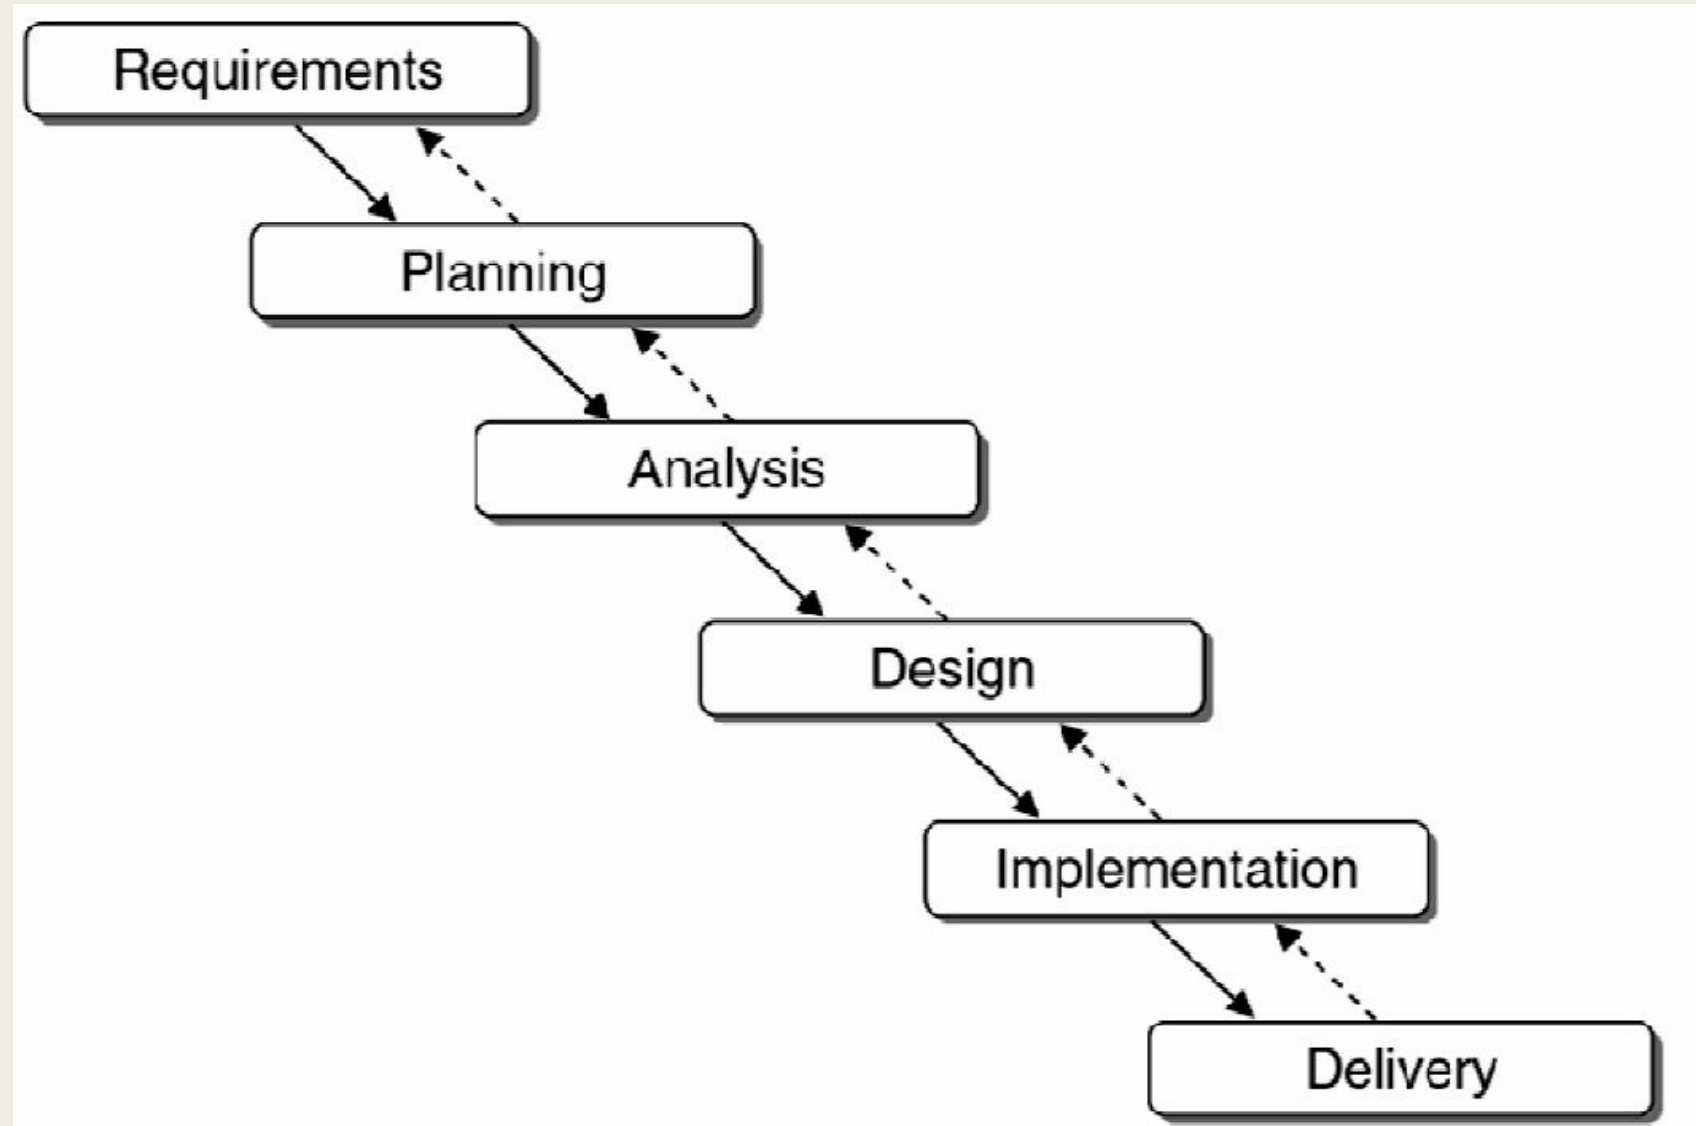 Requirements
Planning
Analysis
Design
Implementation
Delivery